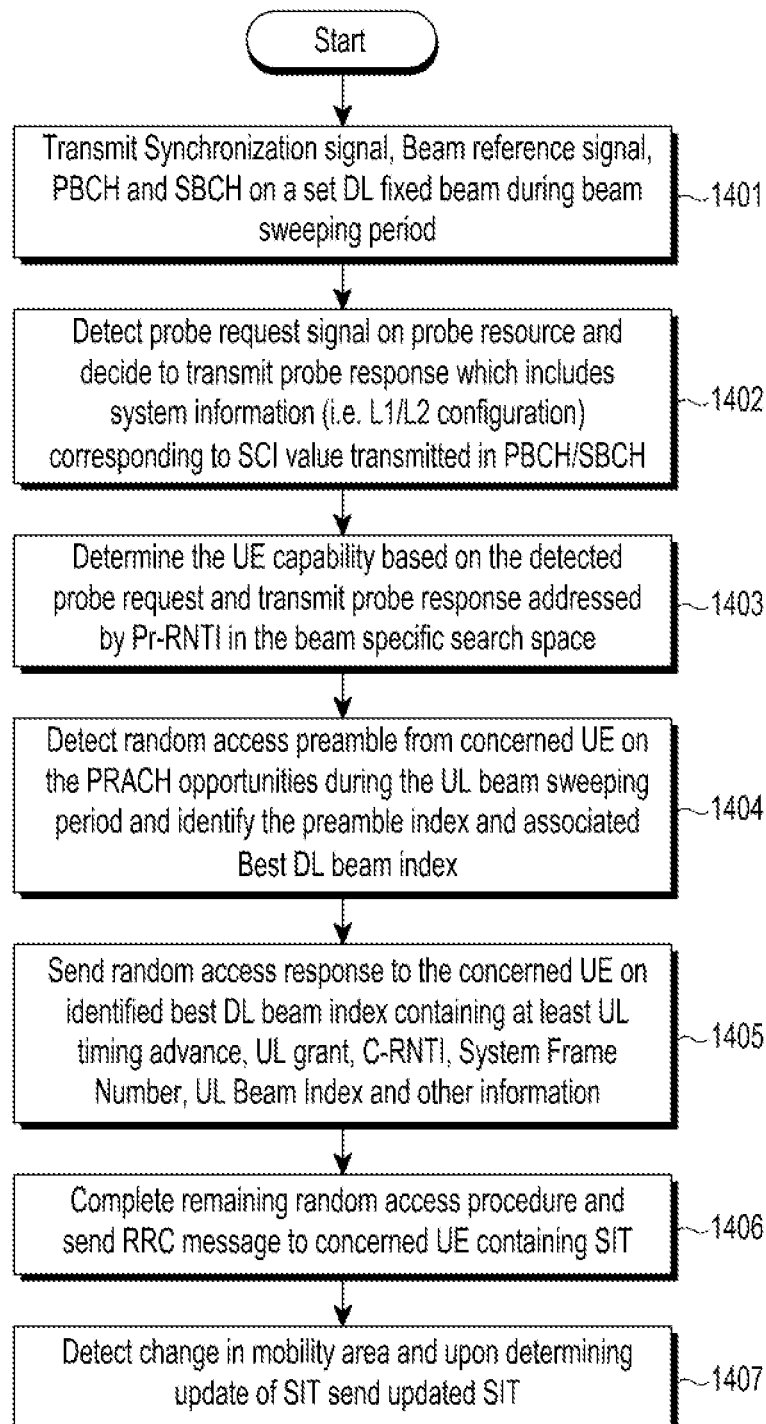 Start
Transmit Synchronization signal, Beam reference signal,
PBCH and SBCH on a set DL fixed beam during beam
sweeping period
1401
Detect probe request signal on probe resource and
decide to transmit probe response which includes
system information (i.e. L1/L2 configuration)
corresponding to SCI value transmitted in PBCH/SBCH
1402
Determine the UE capability based on the detected
probe request and transmit probe response addressed
by Pr-RNTI in the beam specific search space
1403
Detect random access preamble from concerned UE on
the PRACH opportunities during the UL beam sweeping
period and identify the preamble index and associated
Best DL beam index
1404
Send random access response to the concerned UE on
identified best DL beam index containing at least UL
timing advance, UL grant, C-RNTI, System Frame
Number, UL Beam Index and other information
1405
Complete remaining random access procedure and
send RRC message to concerned UE containing SIT
1406
Detect change in mobility area and upon determining
update of SIT send updated SIT
1407